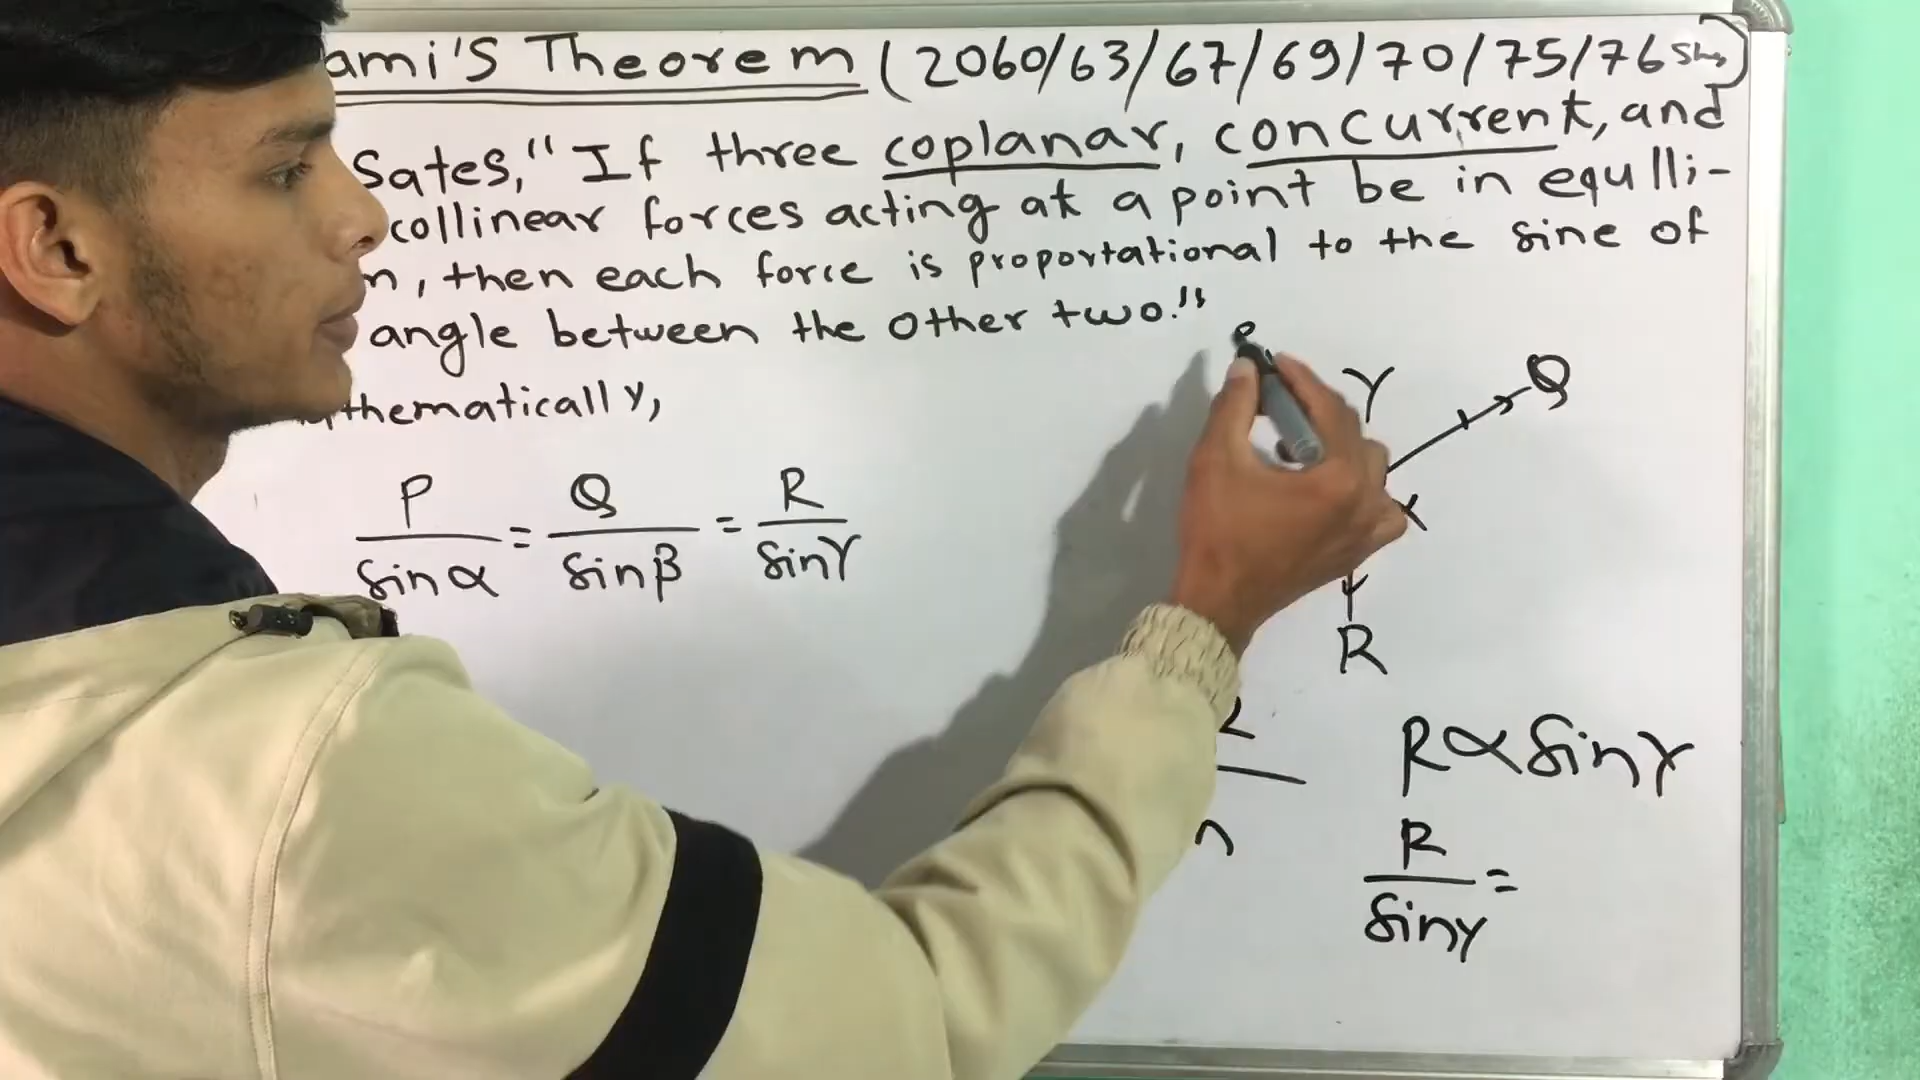 ami's Theorem (2060/63/67/69/70/75/76
Sates, "If three coplanar, concurrent, and
collinear forces acting at a point be in equlli-
n, then each force is proportational to the sine of
angle between the other two."
thematically,
P/sinα = Q/sinβ = R/sinγ
γ
Q
R
R∝sinγ
R/sinγ =